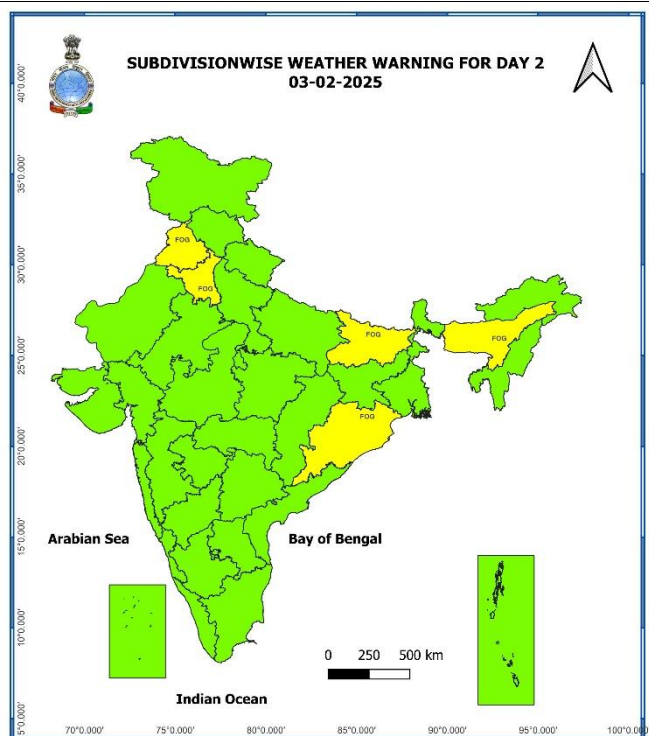 SUBDIVISIONWISE WEATHER WARNING FOR DAY 2
03-02-2025
40°0.000'
35°0.000'
30°0.000'
25°0.000'
20°0.000'
15°0.000'
10°0.000'
5°0.000'
FOG
FOG
FOG
FOG
FOG
Arabian Sea
Bay of Bengal
0 250 500 km
Indian Ocean
70°0.000' 75°0.000' 80°0.000' 85°0.000' 90°0.000' 95°0.000' 100°0.000'